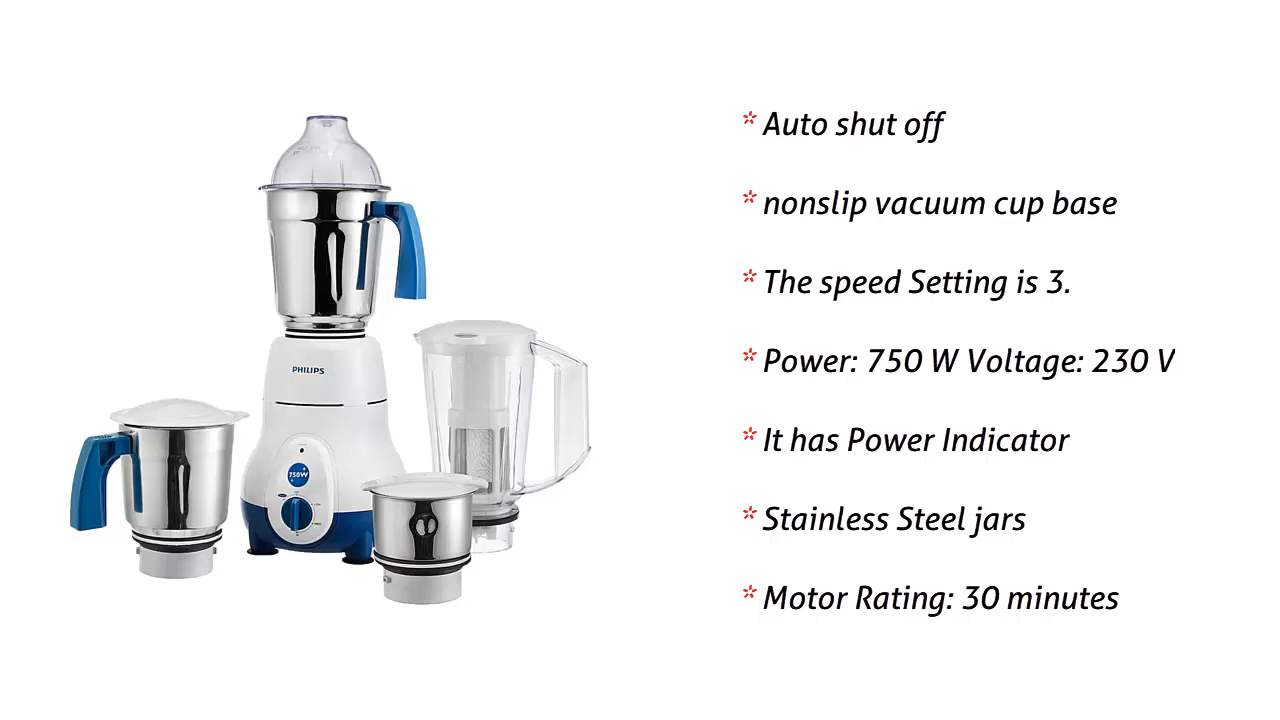 * Auto shut off
* nonslip vacuum cup base
* The speed Setting is 3.
* Power: 750 W Voltage: 230 V
* It has Power Indicator
* Stainless Steel jars
* Motor Rating: 30 minutes
PHILIPS
750W